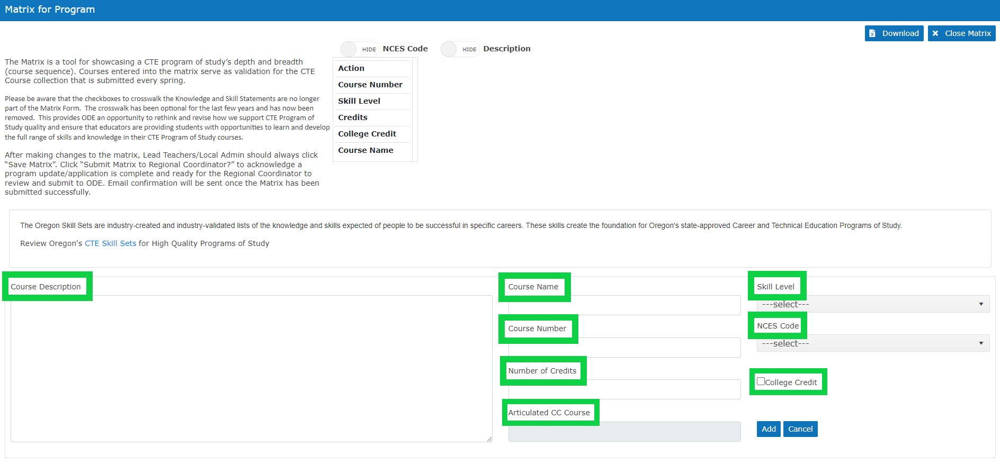 Matrix for Program
Download
Close Matrix
HIDE NCES Code
HIDE Description
The Matrix is a tool for showcasing a CTE program of study’s depth and breadth
(course sequence). Courses entered into the matrix serve as validation for the CTE
Course collection that is submitted every spring.
Please be aware that the checkboxes to crosswalk the Knowledge and Skill Statements are no longer
part of the Matrix Form. The crosswalk has been optional for the last few years and has now been
removed. This provides ODE an opportunity to rethink and revise how we support CTE Program of
Study quality and ensure that educators are providing students with opportunities to learn and develop
the full range of skills and knowledge in their CTE Program of Study courses.
After making changes to the matrix, Lead Teachers/Local Admin should always click
“Save Matrix”. Click “Submit Matrix to Regional Coordinator?” to acknowledge a
program update/application is complete and ready for the Regional Coordinator to
review and submit to ODE. Email confirmation will be sent once the Matrix has been
submitted successfully.
Action
Course Number
Skill Level
Credits
College Credit
Course Name
The Oregon Skill Sets are industry-created and industry-validated lists of the knowledge and skills expected of people to be successful in specific careers. These skills create the foundation for Oregon's state-approved Career and Technical Education Programs of Study.
Review Oregon's CTE Skill Sets for High Quality Programs of Study
Course Description
Course Name
Course Number
Number of Credits
Articulated CC Course
Skill Level
---select---
NCES Code
---select---
College Credit
Add
Cancel